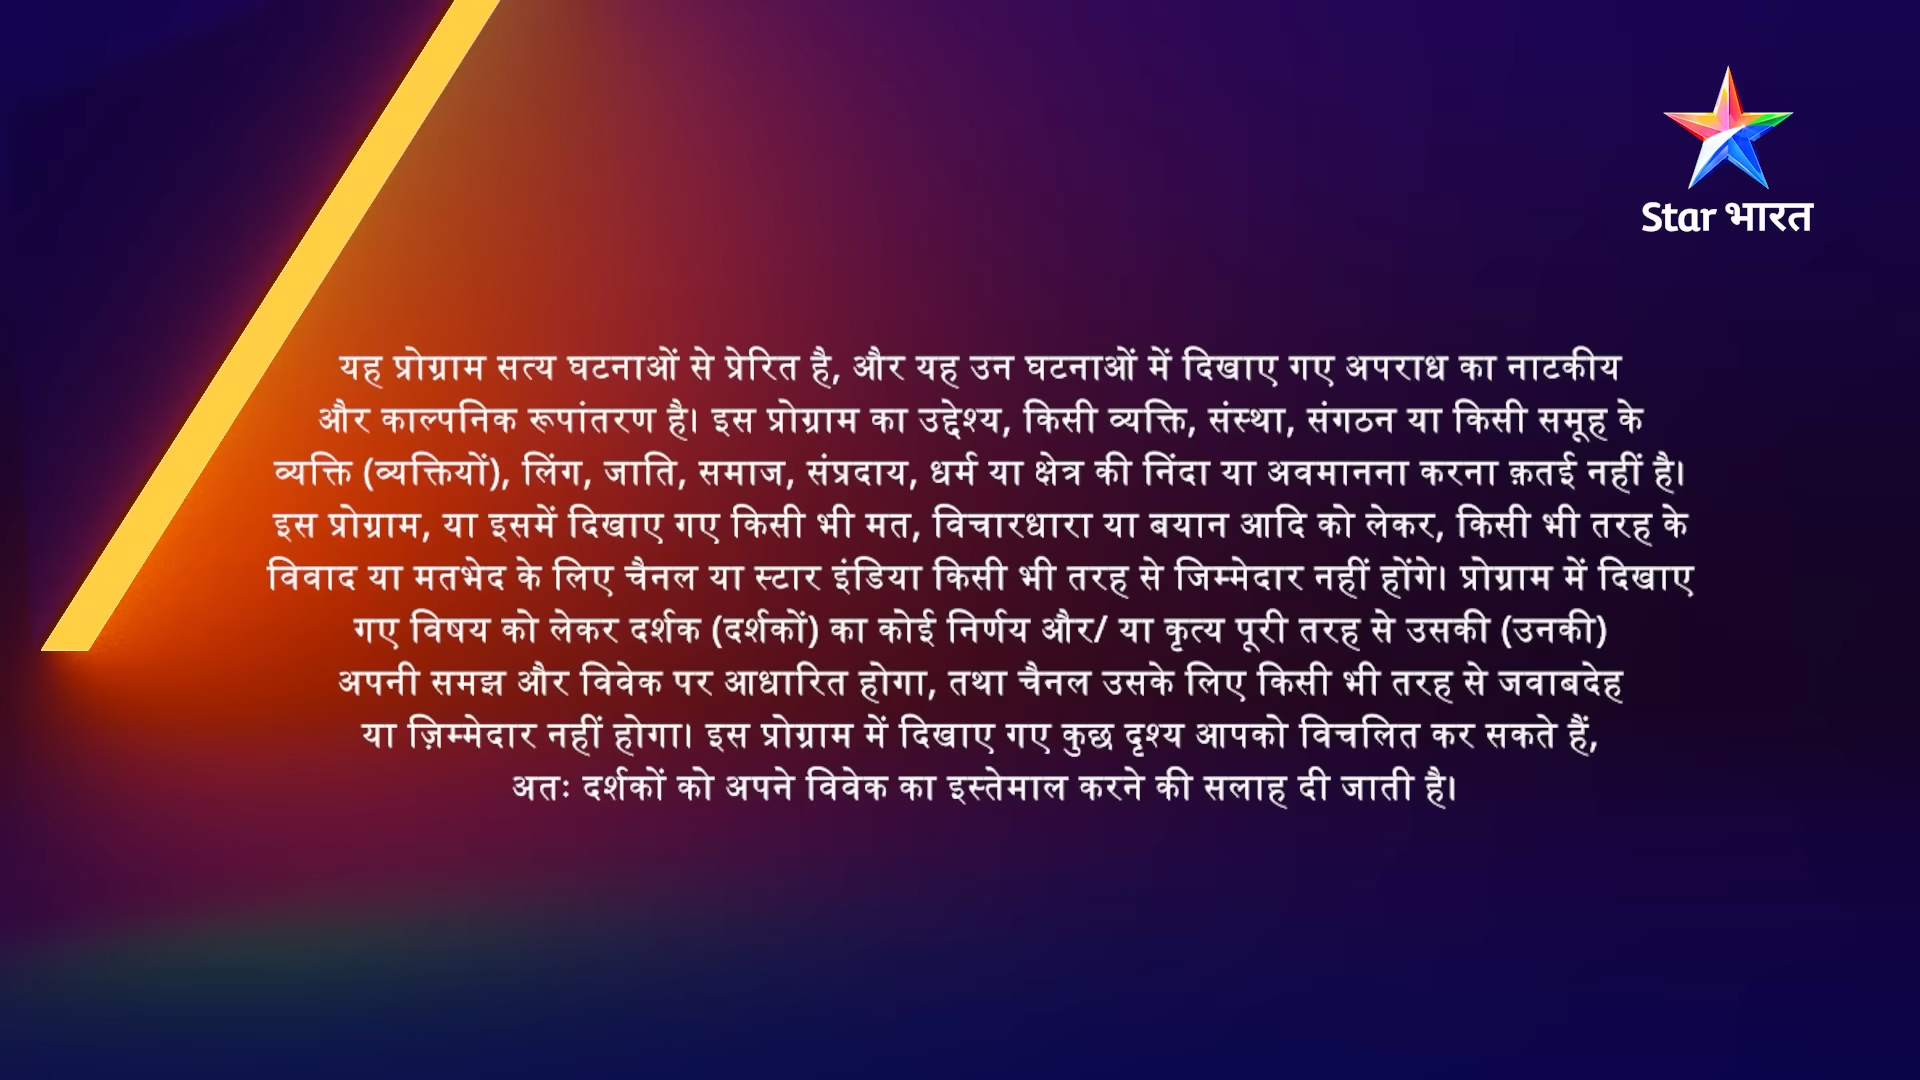 Star भारत
यह प्रोग्राम सत्य घटनाओं से प्रेरित है, और यह उन घटनाओं में दिखाए गए अपराध का नाटकीय
और काल्पनिक रूपांतरण है। इस प्रोग्राम का उद्देश्य, किसी व्यक्ति, संस्था, संगठन या किसी समूह के
व्यक्ति (व्यक्तियों), लिंग, जाति, समाज, संप्रदाय, धर्म या क्षेत्र की निंदा या अवमानना करना क़तई नहीं है।
इस प्रोग्राम, या इसमें दिखाए गए किसी भी मत, विचारधारा या बयान आदि को लेकर, किसी भी तरह के
विवाद या मतभेद के लिए चैनल या स्टार इंडिया किसी भी तरह से जिम्मेदार नहीं होंगे। प्रोग्राम में दिखाए
गए विषय को लेकर दर्शक (दर्शकों) का कोई निर्णय और/ या कृत्य पूरी तरह से उसकी (उनकी)
अपनी समझ और विवेक पर आधारित होगा, तथा चैनल उसके लिए किसी भी तरह से जवाबदेह
या ज़िम्मेदार नहीं होगा। इस प्रोग्राम में दिखाए गए कुछ दृश्य आपको विचलित कर सकते हैं,
अतः दर्शकों को अपने विवेक का इस्तेमाल करने की सलाह दी जाती है।